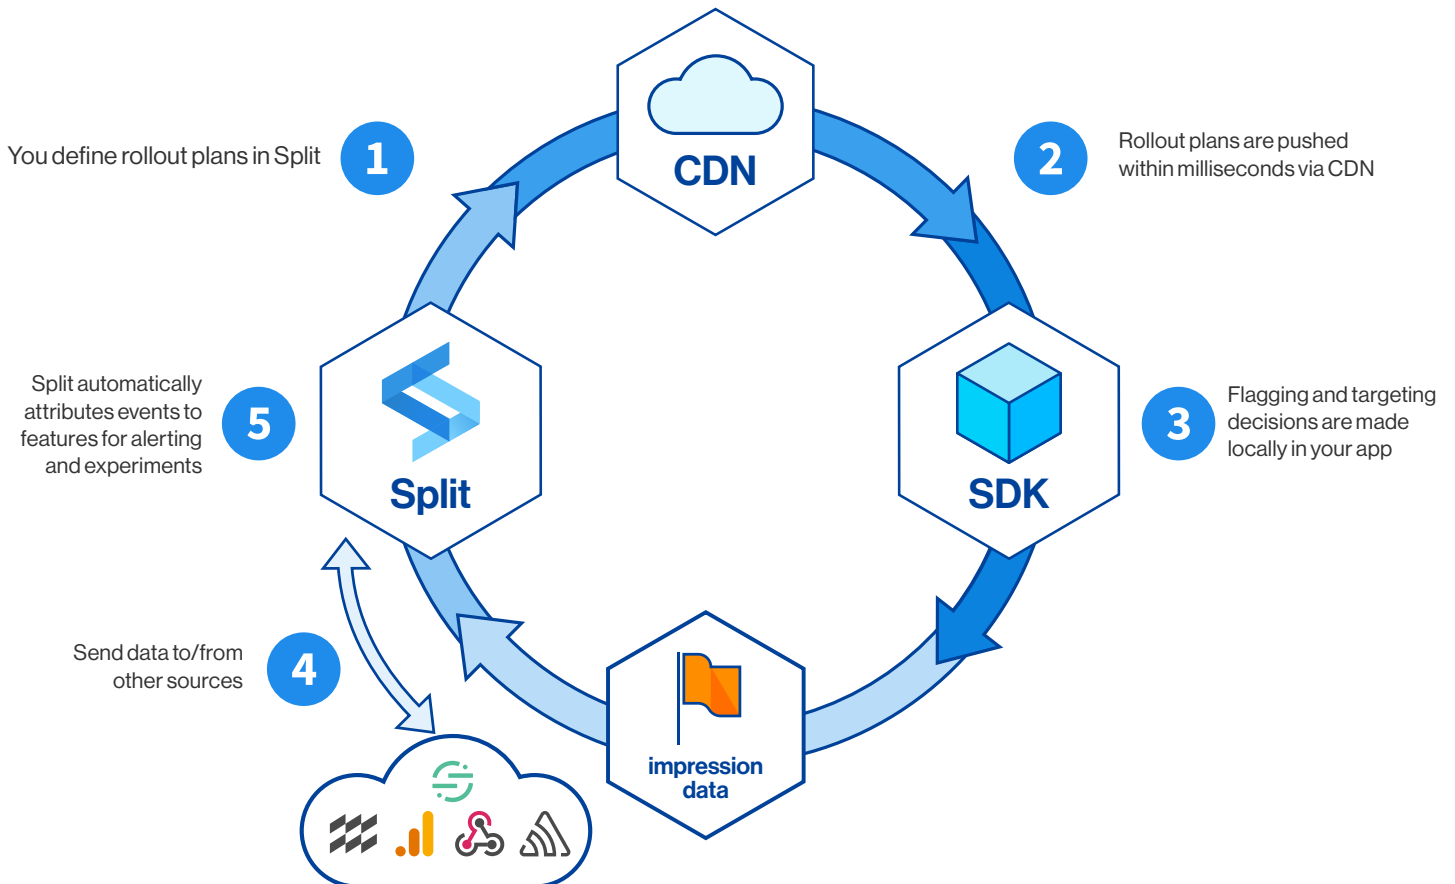 CDN
1
You define rollout plans in Split
2
Rollout plans are pushed
within milliseconds via CDN
SDK
3
Flagging and targeting
decisions are made
locally in your app
impression
data
4
Send data to/from
other sources
Split
5
Split automatically
attributes events to
features for alerting
and experiments